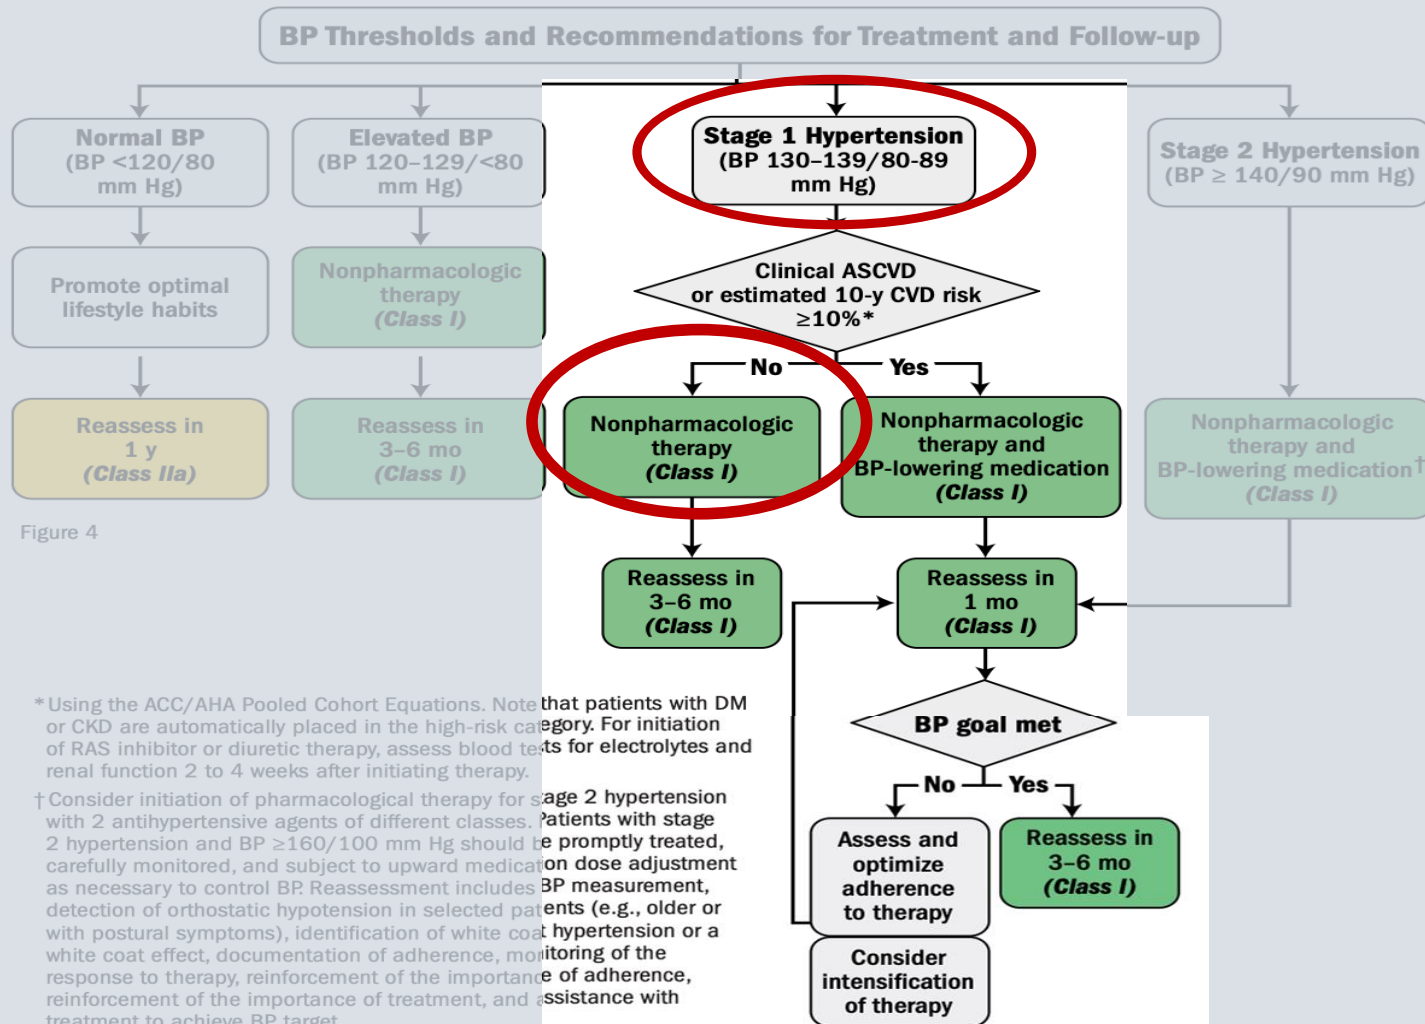 BP Thresholds and Recommendations for Treatment and Follow-up
Normal BP
(BP <120/80
mm Hg)
Elevated BP
(BP 120–129/<80
mm Hg)
Stage 1 Hypertension
(BP 130–139/80-89
mm Hg)
Stage 2 Hypertension
(BP ≥ 140/90 mm Hg)
Promote optimal
lifestyle habits
Nonpharmacologic
therapy
(Class I)
Clinical ASCVD
or estimated 10-y CVD risk
≥10%*
No
Yes
Reassess in
1 y
(Class IIa)
Reassess in
3–6 mo
(Class I)
Nonpharmacologic
therapy
(Class I)
Nonpharmacologic
therapy and
BP-lowering medication
(Class I)
Nonpharmacologic
therapy and
BP-lowering medication†
(Class I)
Figure 4
Reassess in
3–6 mo
(Class I)
Reassess in
1 mo
(Class I)
BP goal met
No
Yes
Assess and
optimize
adherence
to therapy
Reassess in
3–6 mo
(Class I)
Consider
intensification
of therapy
*Using the ACC/AHA Pooled Cohort Equations. Note that patients with DM
or CKD are automatically placed in the high-risk category. For initiation
of RAS inhibitor or diuretic therapy, assess blood tests for electrolytes and
renal function 2 to 4 weeks after initiating therapy.
†Consider initiation of pharmacological therapy for stage 2 hypertension
with 2 antihypertensive agents of different classes. Patients with stage
2 hypertension and BP ≥160/100 mm Hg should be promptly treated,
carefully monitored, and subject to upward medication dose adjustment
as necessary to control BP. Reassessment includes BP measurement,
detection of orthostatic hypotension in selected patients (e.g., older or
with postural symptoms), identification of white coat hypertension or a
white coat effect, documentation of adherence, monitoring of the
response to therapy, reinforcement of the importance of adherence,
reinforcement of the importance of treatment, and assistance with
treatment to achieve BP target.